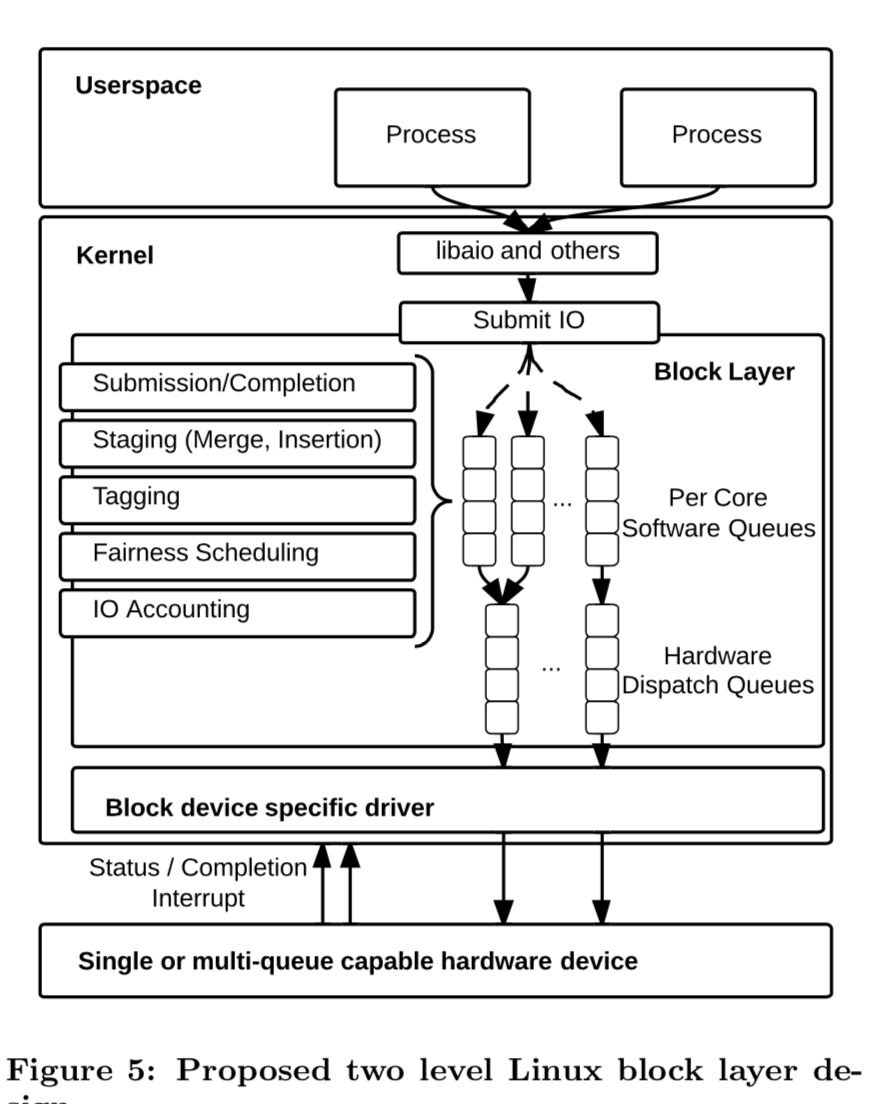 Userspace
Process
Process
Kernel
libaio and others
Submit IO
Block Layer
Submission/Completion
Staging (Merge, Insertion)
Tagging
Fairness Scheduling
IO Accounting
...
Per Core
Software Queues
...
Hardware
Dispatch Queues
Block device specific driver
Status / Completion
Interrupt
Single or multi-queue capable hardware device
Figure 5: Proposed two level Linux block layer de-
sign